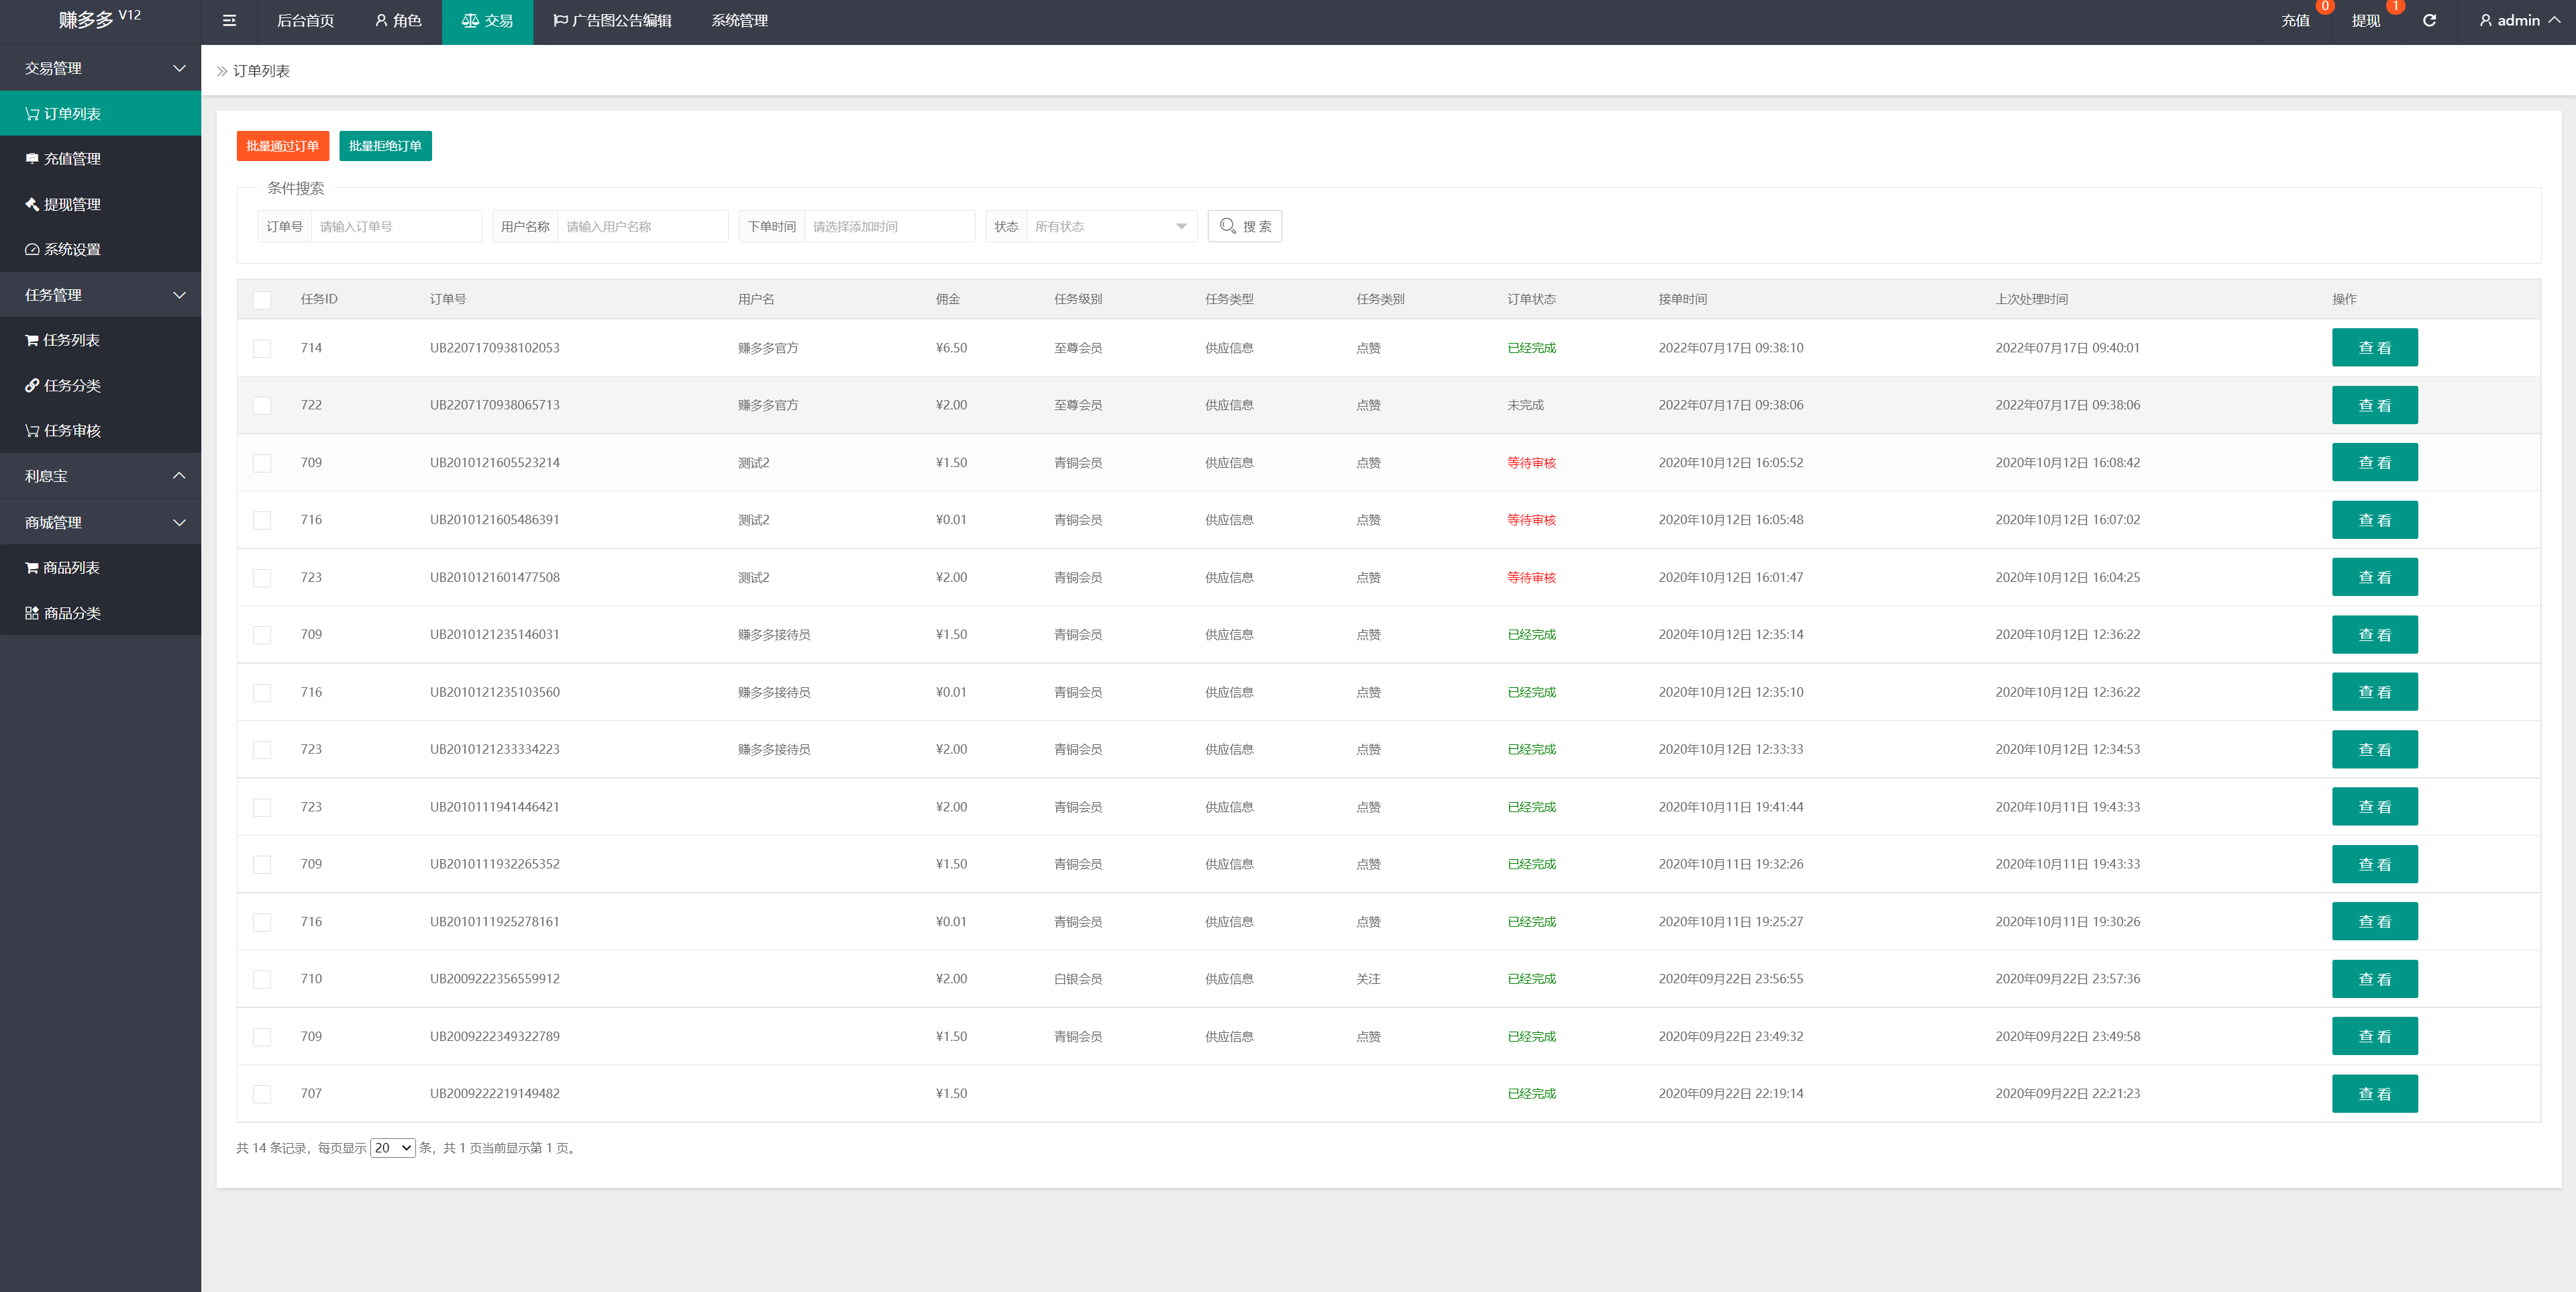 赚多多 V12
后台首页 角色 交易 广告图公告编辑 系统管理 充值 0 提现 1 admin
交易管理
订单列表
充值管理
提现管理
系统设置
任务管理
任务列表
任务分类
任务审核
利息宝
商城管理
商品列表
商品分类
订单列表
批量通过订单 批量拒绝订单
条件搜索
订单号 请输入订单号 用户名称 请输入用户名称 下单时间 请选择添加时间 状态 所有状态 搜 索
任务ID 订单号 用户名 佣金 任务级别 任务类型 任务类别 订单状态 接单时间 上次处理时间 操作
714 UB2207170938102053 赚多多官方 ¥6.50 至尊会员 供应信息 点赞 已经完成 2022年07月17日 09:38:10 2022年07月17日 09:40:01 查 看
722 UB2207170938065713 赚多多官方 ¥2.00 至尊会员 供应信息 点赞 未完成 2022年07月17日 09:38:06 2022年07月17日 09:38:06 查 看
709 UB2010121605523214 测试2 ¥1.50 青铜会员 供应信息 点赞 等待审核 2020年10月12日 16:05:52 2020年10月12日 16:08:42 查 看
716 UB2010121605486391 测试2 ¥0.01 青铜会员 供应信息 点赞 等待审核 2020年10月12日 16:05:48 2020年10月12日 16:07:02 查 看
723 UB2010121601477508 测试2 ¥2.00 青铜会员 供应信息 点赞 等待审核 2020年10月12日 16:01:47 2020年10月12日 16:04:25 查 看
709 UB2010121235146031 赚多多接待员 ¥1.50 青铜会员 供应信息 点赞 已经完成 2020年10月12日 12:35:14 2020年10月12日 12:36:22 查 看
716 UB2010121235103560 赚多多接待员 ¥0.01 青铜会员 供应信息 点赞 已经完成 2020年10月12日 12:35:10 2020年10月12日 12:36:22 查 看
723 UB2010121233334223 赚多多接待员 ¥2.00 青铜会员 供应信息 点赞 已经完成 2020年10月12日 12:33:33 2020年10月12日 12:34:53 查 看
723 UB2010111941446421 ¥2.00 青铜会员 供应信息 点赞 已经完成 2020年10月11日 19:41:44 2020年10月11日 19:43:33 查 看
709 UB2010111932265352 ¥1.50 青铜会员 供应信息 点赞 已经完成 2020年10月11日 19:32:26 2020年10月11日 19:43:33 查 看
716 UB2010111925278161 ¥0.01 青铜会员 供应信息 点赞 已经完成 2020年10月11日 19:25:27 2020年10月11日 19:30:26 查 看
710 UB2009222356559912 ¥2.00 白银会员 供应信息 关注 已经完成 2020年09月22日 23:56:55 2020年09月22日 23:57:36 查 看
709 UB2009222349322789 ¥1.50 青铜会员 供应信息 点赞 已经完成 2020年09月22日 23:49:32 2020年09月22日 23:49:58 查 看
707 UB2009222219149482 ¥1.50 已经完成 2020年09月22日 22:19:14 2020年09月22日 22:21:23 查 看
共 14 条记录，每页显示 20 条，共 1 页当前显示第 1 页。